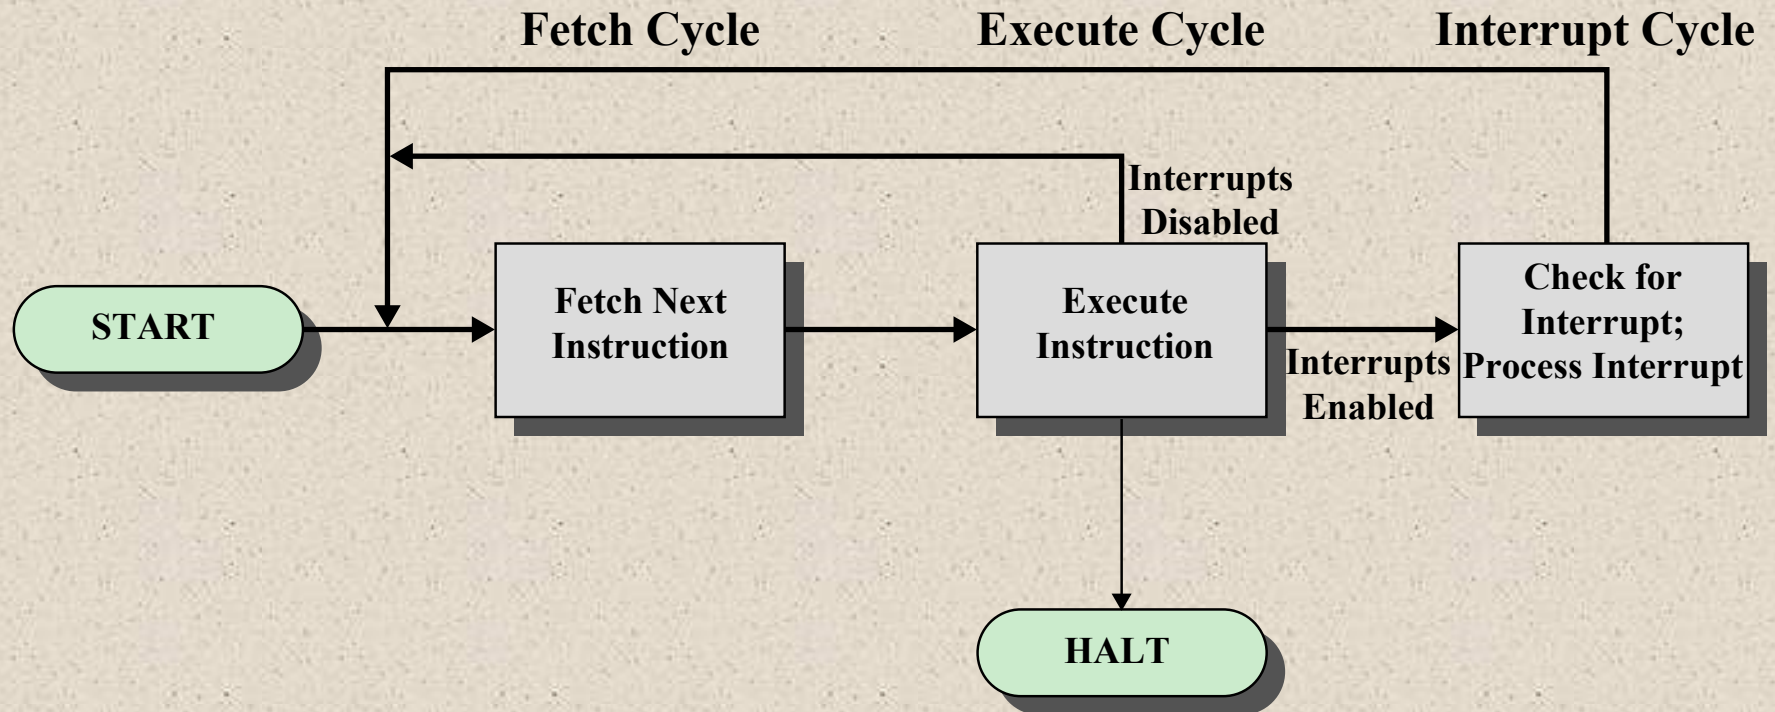 Fetch Cycle
Execute Cycle
Interrupt Cycle
Interrupts
Disabled
START
Fetch Next
Instruction
Execute
Instruction
Interrupts
Enabled
Check for
Interrupt;
Process Interrupt
HALT